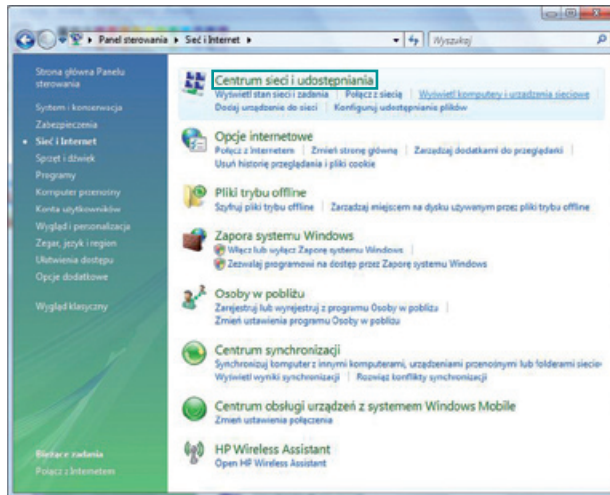 Panel sterowania ▸ Sieć i Internet ▸
Wyszukaj
Strona główna Panelu
sterowania
System i konserwacja
Zabezpieczenia
Sieć i Internet
Sprzęt i dźwięk
Programy
Komputer przenośny
Konta użytkowników
Wygląd i personalizacja
Zegar, język i region
Ułatwienia dostępu
Opcje dodatkowe
Wygląd klasyczny
Bieżące zadania
Połącz z Internetem
Centrum sieci i udostępniania
Wyświetl stan sieci i zadania | Połącz z siecią | Wyświetl komputery i urządzenia sieciowe
Dodaj urządzenie do sieci | Konfiguruj udostępnianie plików
Opcje internetowe
Połącz z Internetem | Zmień stronę główną | Zarządzaj dodatkami do przeglądarki
Usuń historię przeglądania i pliki cookie
Pliki trybu offline
Szyfruj pliki trybu offline | Zarządzaj miejscem na dysku używanym przez pliki trybu offline
Zapora systemu Windows
Włącz lub wyłącz Zaporę systemu Windows
Zezwalaj programowi na dostęp przez Zaporę systemu Windows
Osoby w pobliżu
Zarejestruj lub wyrejestruj z programu Osoby w pobliżu
Zmień ustawienia programu Osoby w pobliżu
Centrum synchronizacji
Synchronizuj komputer z innymi komputerami, urządzeniami przenośnymi lub folderami siecio
Wyświetl wyniki synchronizacji | Rozwiąż konflikty synchronizacji
Centrum obsługi urządzeń z systemem Windows Mobile
Zmień ustawienia połączenia
HP Wireless Assistant
Open HP Wireless Assistant